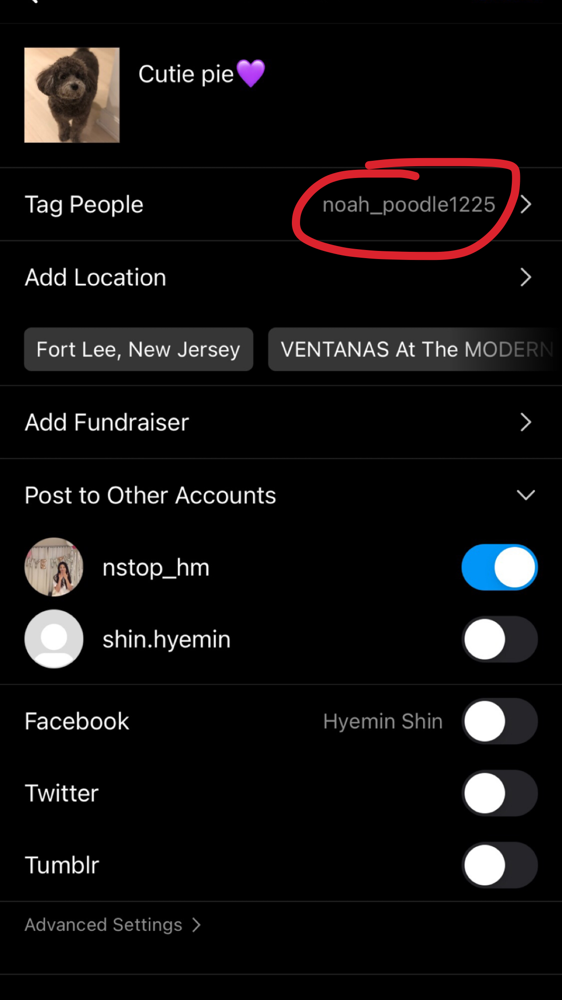 Cutie pie💜
Tag People noah_poodle1225
Add Location
Fort Lee, New Jersey VENTANAS At The MODERN
Add Fundraiser
Post to Other Accounts
nstop_hm
shin.hyemin
Facebook Hyemin Shin
Twitter
Tumblr
Advanced Settings